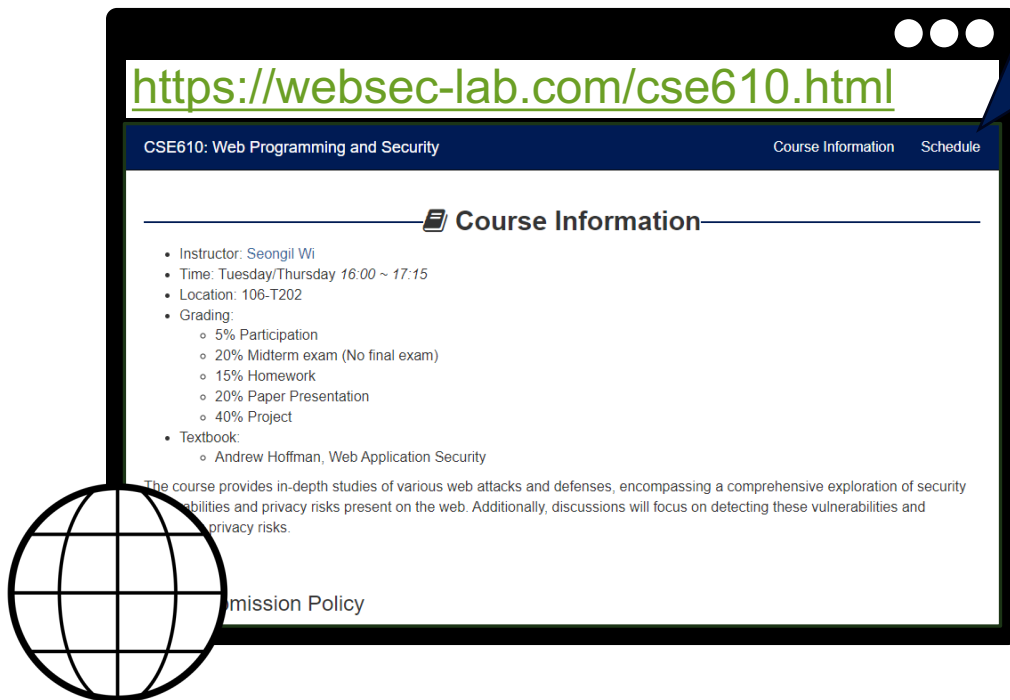 https://websec-lab.com/cse610.html
CSE610: Web Programming and Security Course Information Schedule
Course Information
Instructor: Seongil Wi
Time: Tuesday/Thursday 16:00 ~ 17:15
Location: 106-T202
Grading:
5% Participation
20% Midterm exam (No final exam)
15% Homework
20% Paper Presentation
40% Project
Textbook:
Andrew Hoffman, Web Application Security
The course provides in-depth studies of various web attacks and defenses, encompassing a comprehensive exploration of security
abilities and privacy risks present on the web. Additionally, discussions will focus on detecting these vulnerabilities and
privacy risks.
mission Policy